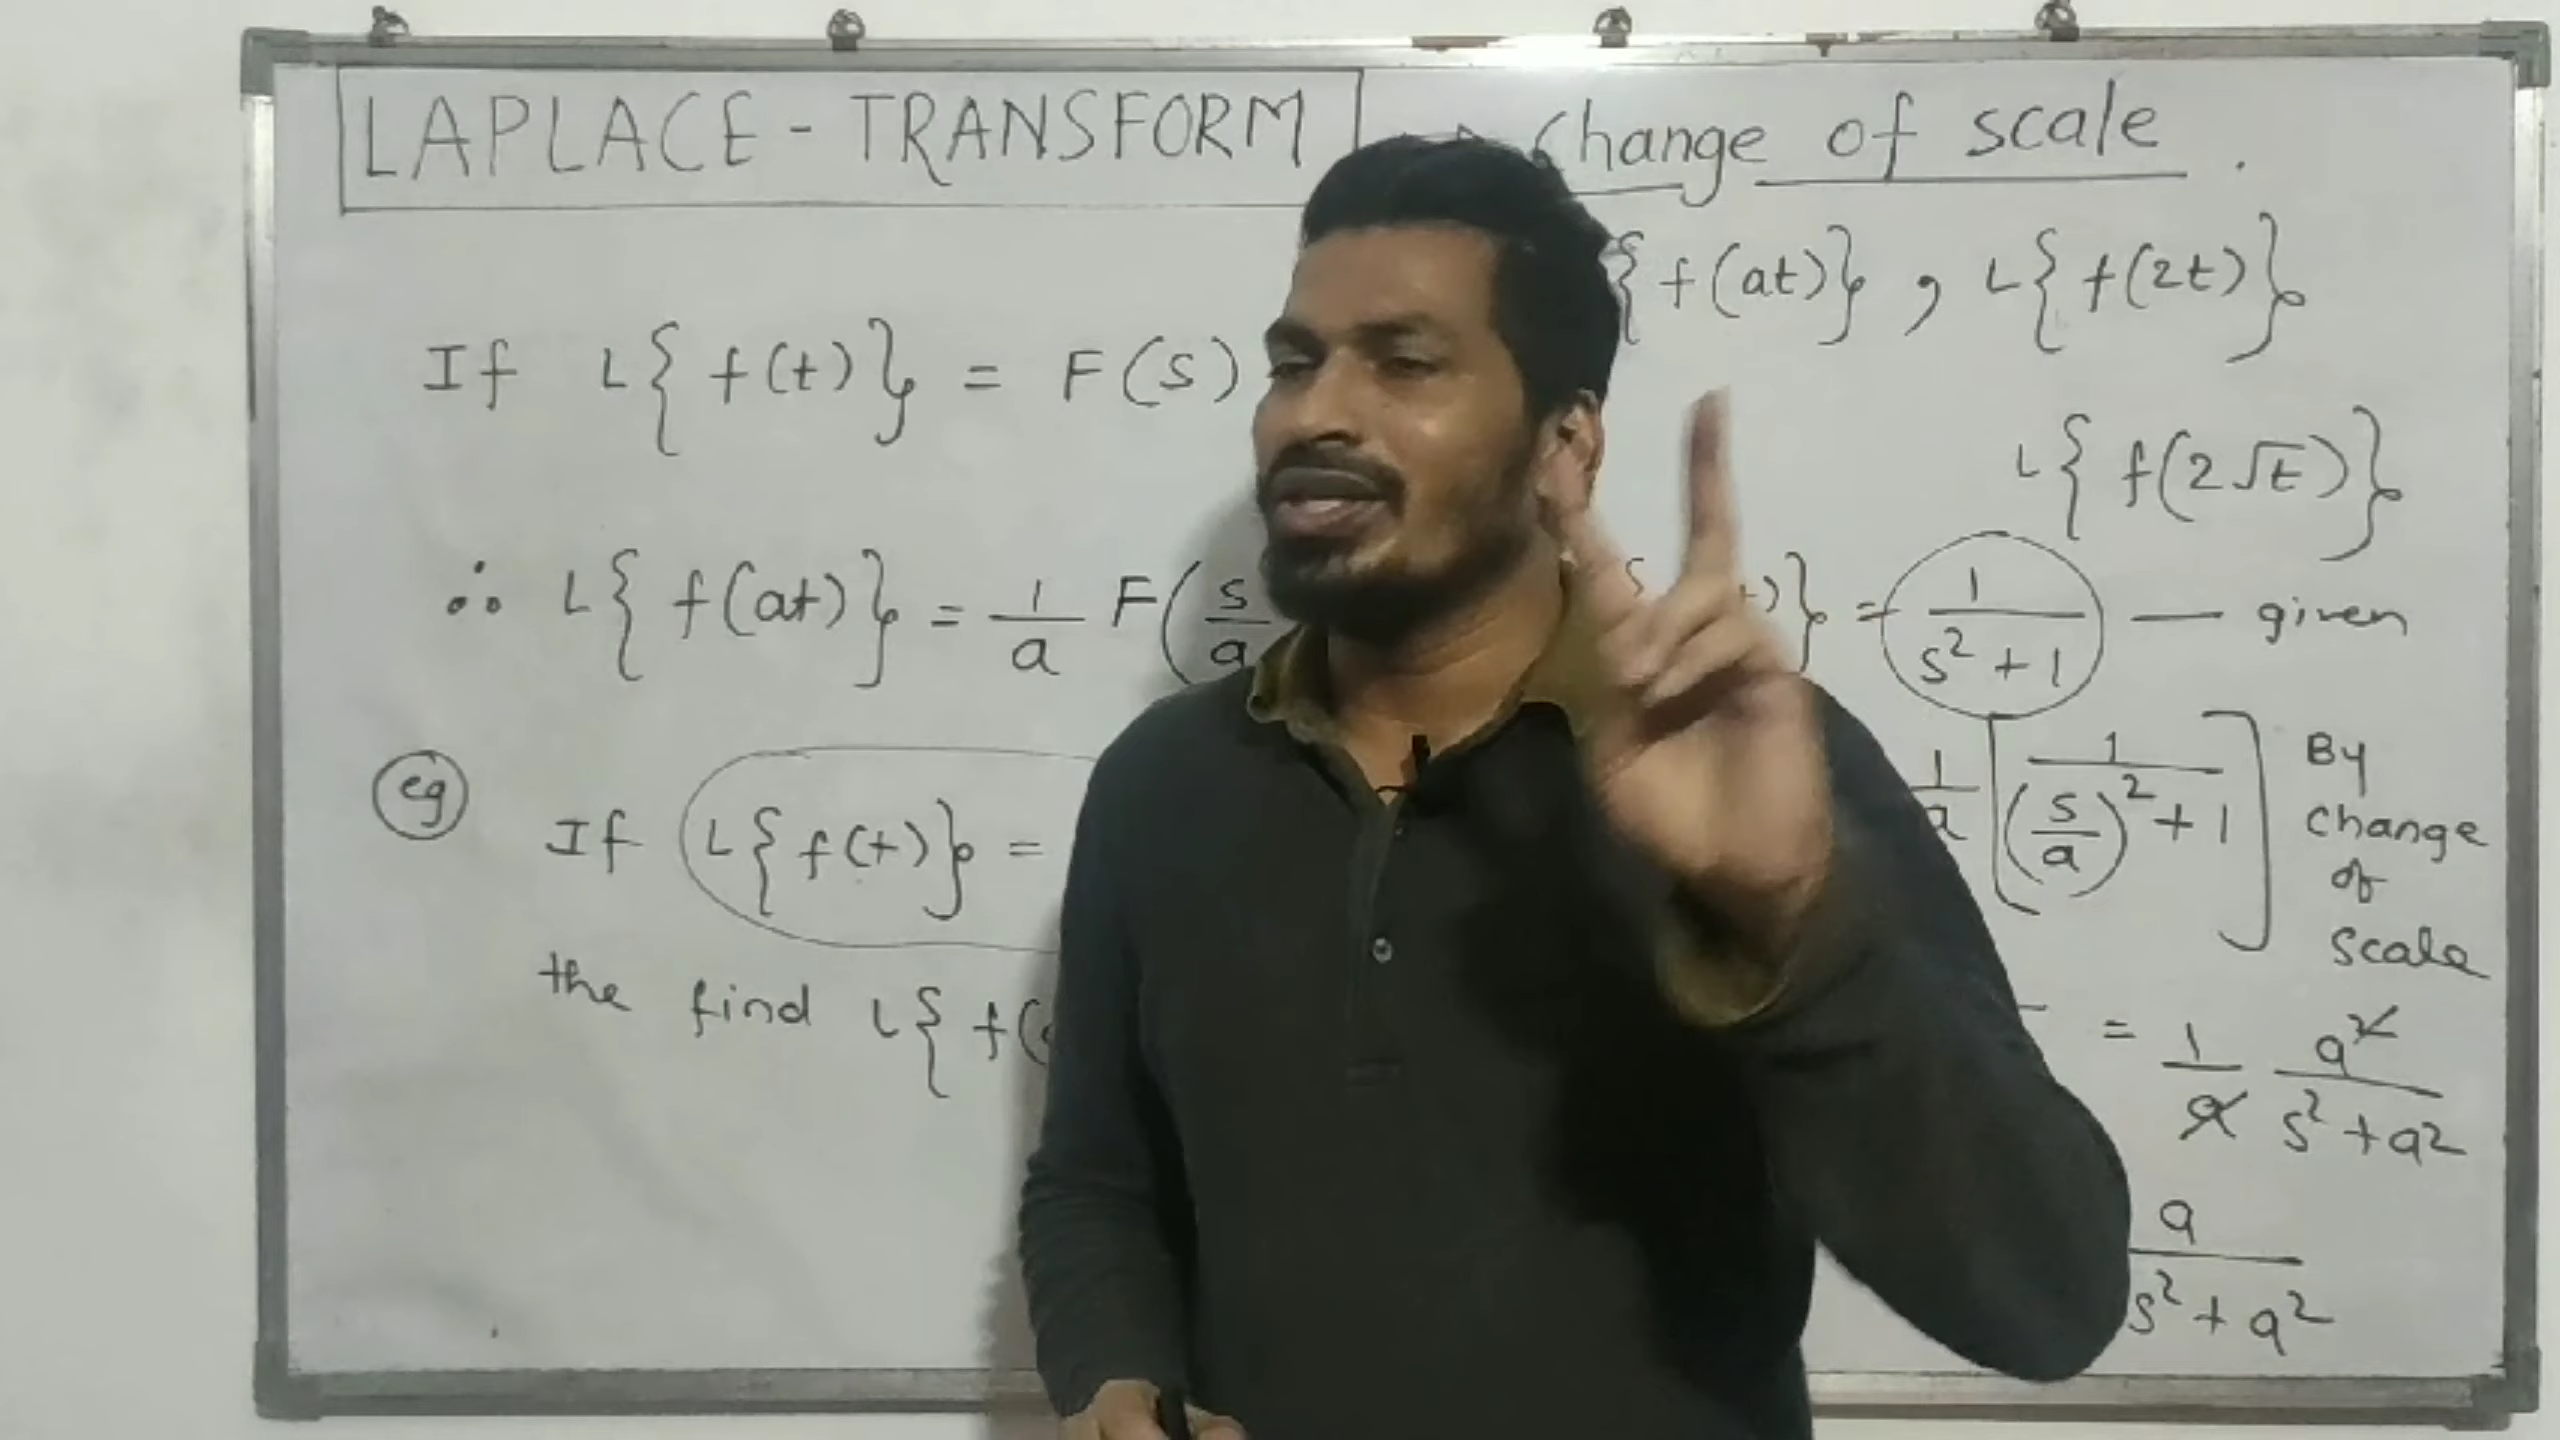 LAPLACE - TRANSFORM → Change of scale .
{f(at)} , L{f(2t)}
If L{f(t)} = F(s)
L{f(2√t)}
∴ L{f(at)} = 1/a F(s/a
)} = 1/(s²+1) — given
eg
If L{f(t)} =
1/a [1/((s/a)²+1)] By change of scale
the find L{f(
= 1/a a²/(s²+a²)
a/(s²+a²)